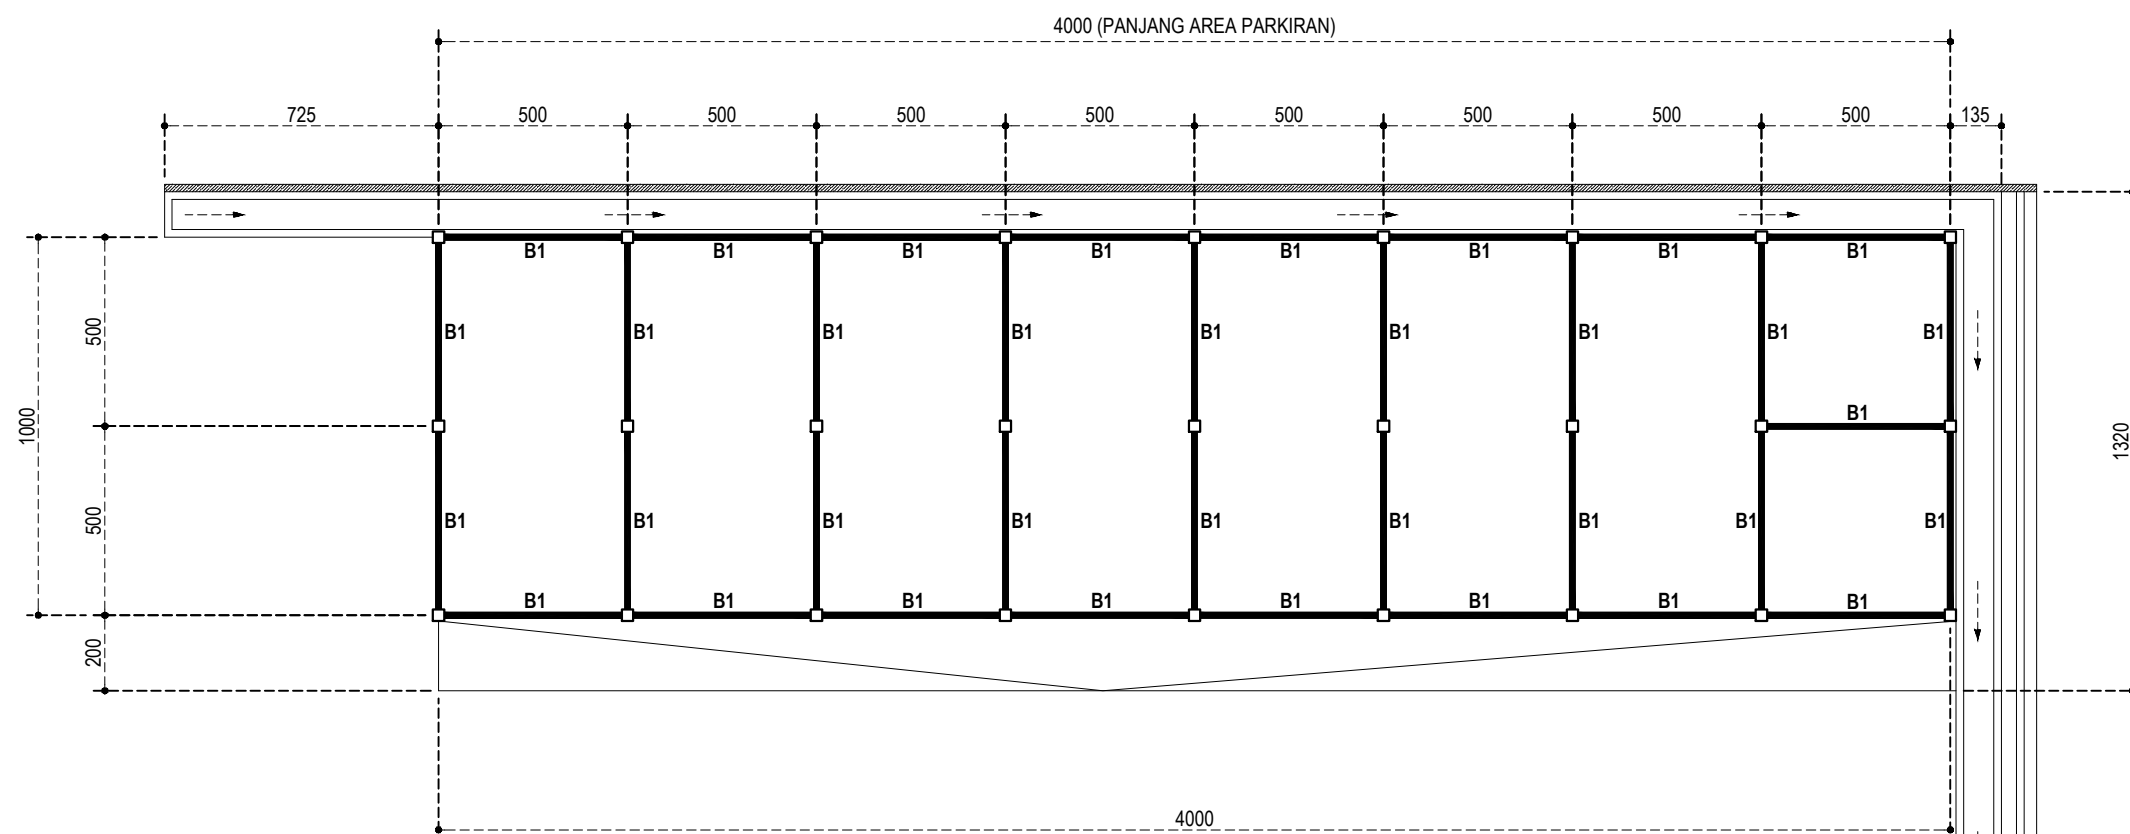 4000 (PANJANG AREA PARKIRAN)
725 500 500 500 500 500 500 500 500 135
B1 B1 B1 B1 B1 B1 B1 B1
500 B1 B1 B1 B1 B1 B1 B1 B1 B1
1000 B1 1320
500 B1 B1 B1 B1 B1 B1 B1 B1 B1
B1 B1 B1 B1 B1 B1 B1 B1
200
4000